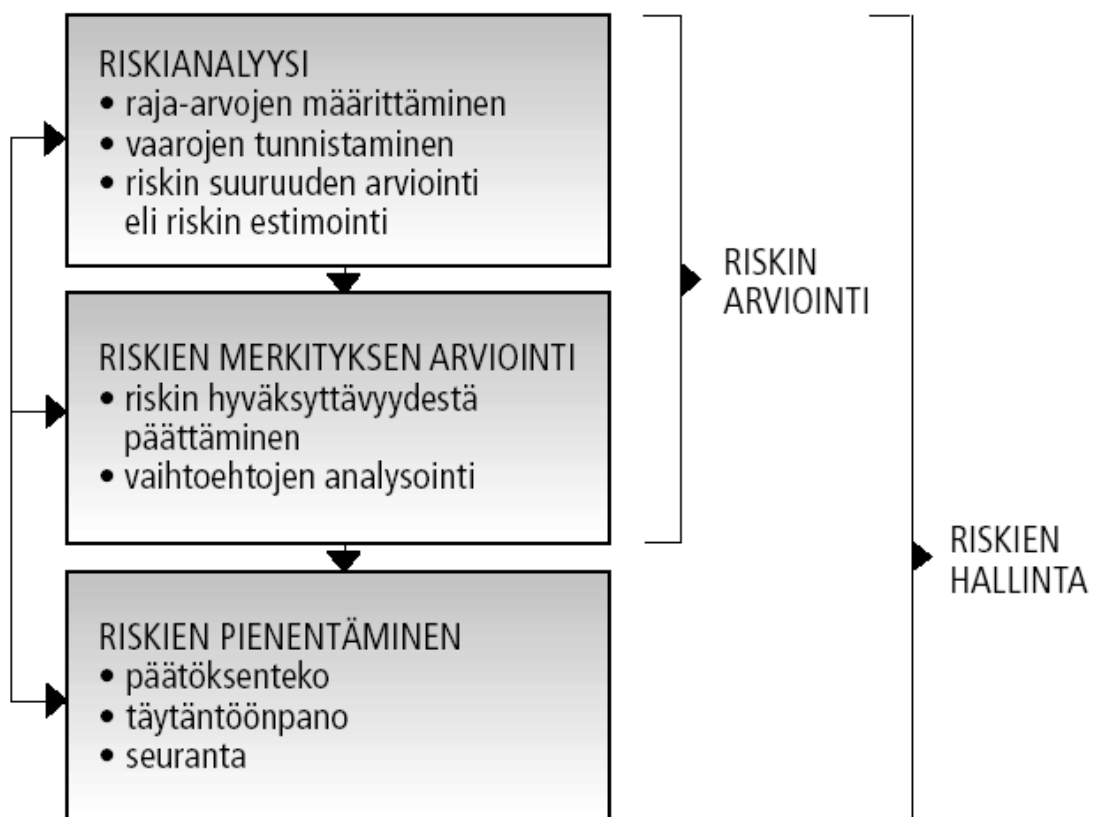 RISKIANALYYSI
• raja-arvojen määrittäminen
• vaarojen tunnistaminen
• riskin suuruuden arviointi
eli riskin estimointi
RISKIEN MERKITYKSEN ARVIOINTI
• riskin hyväksyttävyydestä
päättäminen
• vaihtoehtojen analysointi
RISKIEN PIENENTÄMINEN
• päätöksenteko
• täytäntöönpano
• seuranta
RISKIN
ARVIOINTI
RISKIEN
HALLINTA